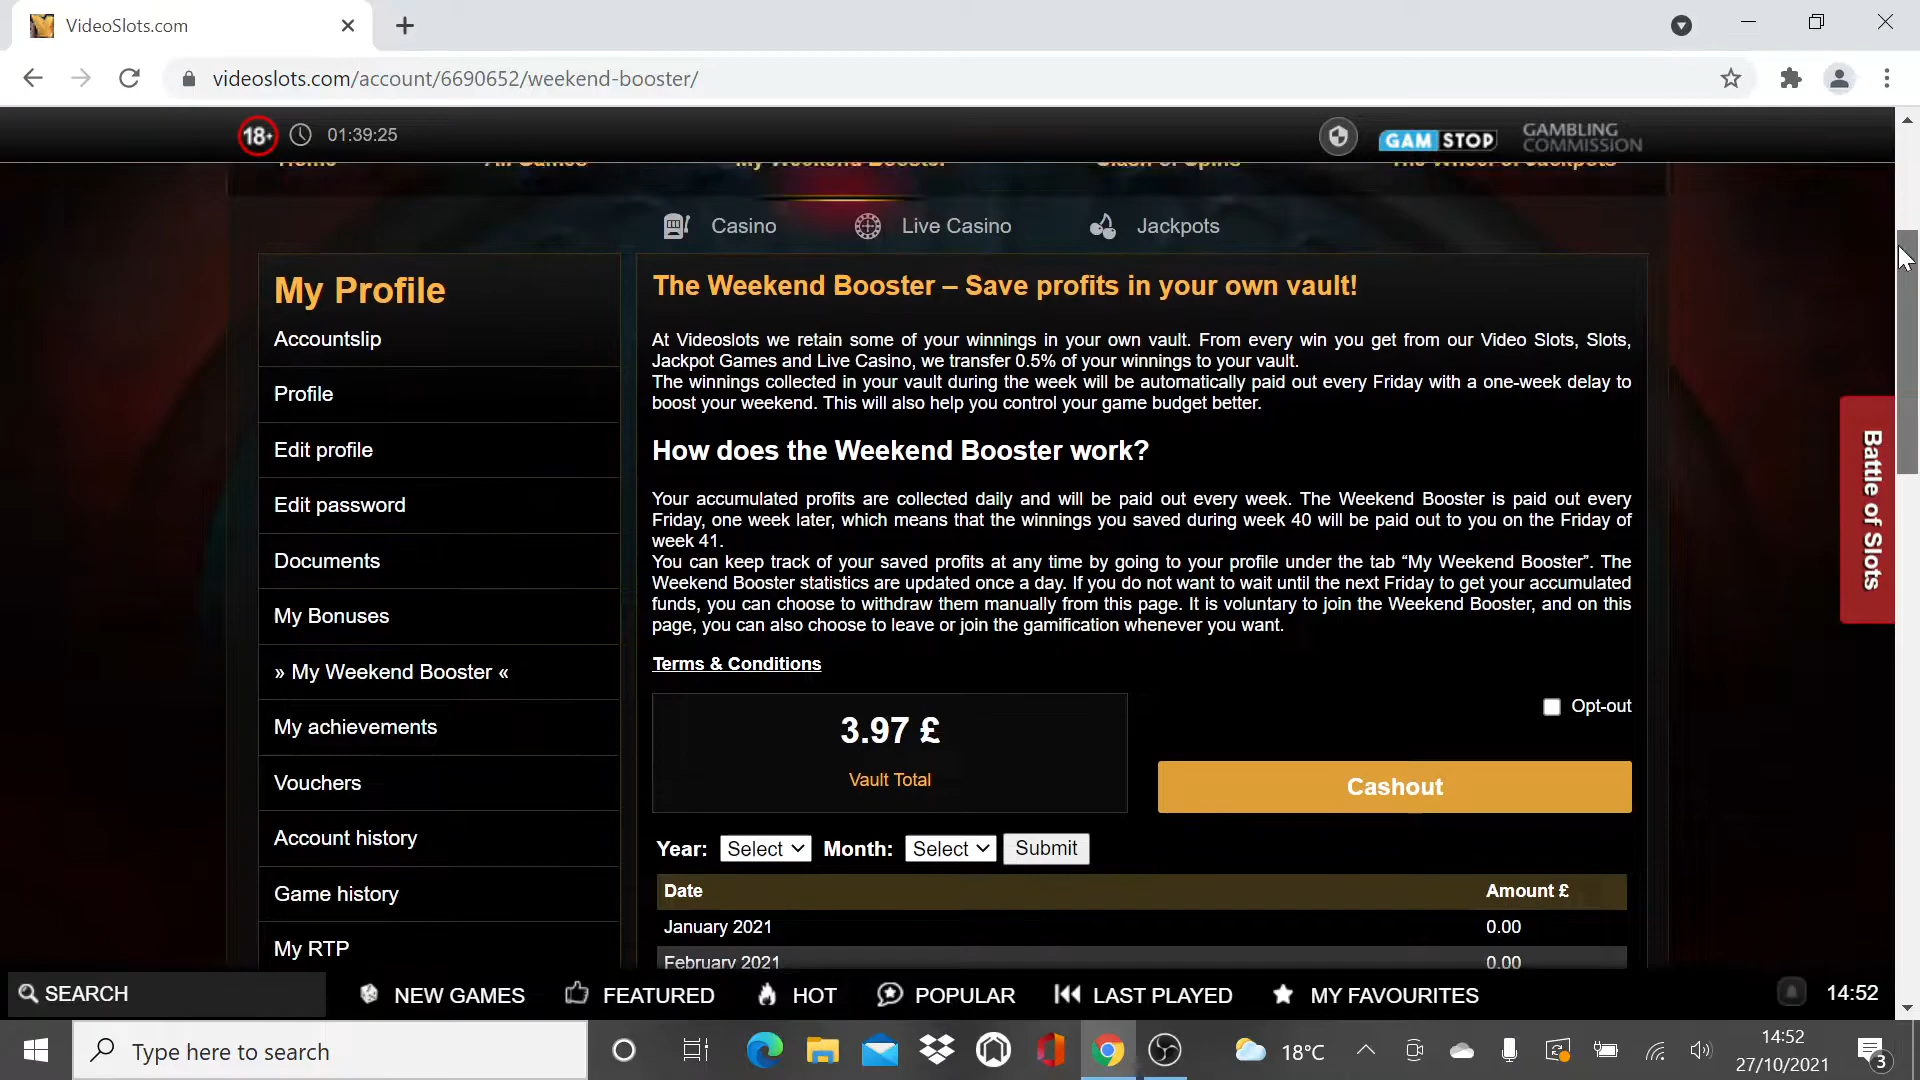 VideoSlots.com
videoslots.com/account/6690652/weekend-booster/
18+ 01:39:25 GAMSTOP GAMBLING COMMISSION
Home All Games My Weekend Booster Clash of Spins The Wheel of Jackpots
Casino Live Casino Jackpots
My Profile
Accountslip
Profile
Edit profile
Edit password
Documents
My Bonuses
» My Weekend Booster «
My achievements
Vouchers
Account history
Game history
My RTP
The Weekend Booster – Save profits in your own vault!
At Videoslots we retain some of your winnings in your own vault. From every win you get from our Video Slots, Slots,
Jackpot Games and Live Casino, we transfer 0.5% of your winnings to your vault.
The winnings collected in your vault during the week will be automatically paid out every Friday with a one-week delay to
boost your weekend. This will also help you control your game budget better.
How does the Weekend Booster work?
Your accumulated profits are collected daily and will be paid out every week. The Weekend Booster is paid out every
Friday, one week later, which means that the winnings you saved during week 40 will be paid out to you on the Friday of
week 41.
You can keep track of your saved profits at any time by going to your profile under the tab “My Weekend Booster”. The
Weekend Booster statistics are updated once a day. If you do not want to wait until the next Friday to get your accumulated
funds, you can choose to withdraw them manually from this page. It is voluntary to join the Weekend Booster, and on this
page, you can also choose to leave or join the gamification whenever you want.
Terms & Conditions
3.97 £
Vault Total
Opt-out
Cashout
Year: Select Month: Select Submit
Date Amount £
January 2021 0.00
February 2021 0.00
Battle of Slots
SEARCH NEW GAMES FEATURED HOT POPULAR LAST PLAYED MY FAVOURITES 14:52
Type here to search 18°C 14:52
27/10/2021
3